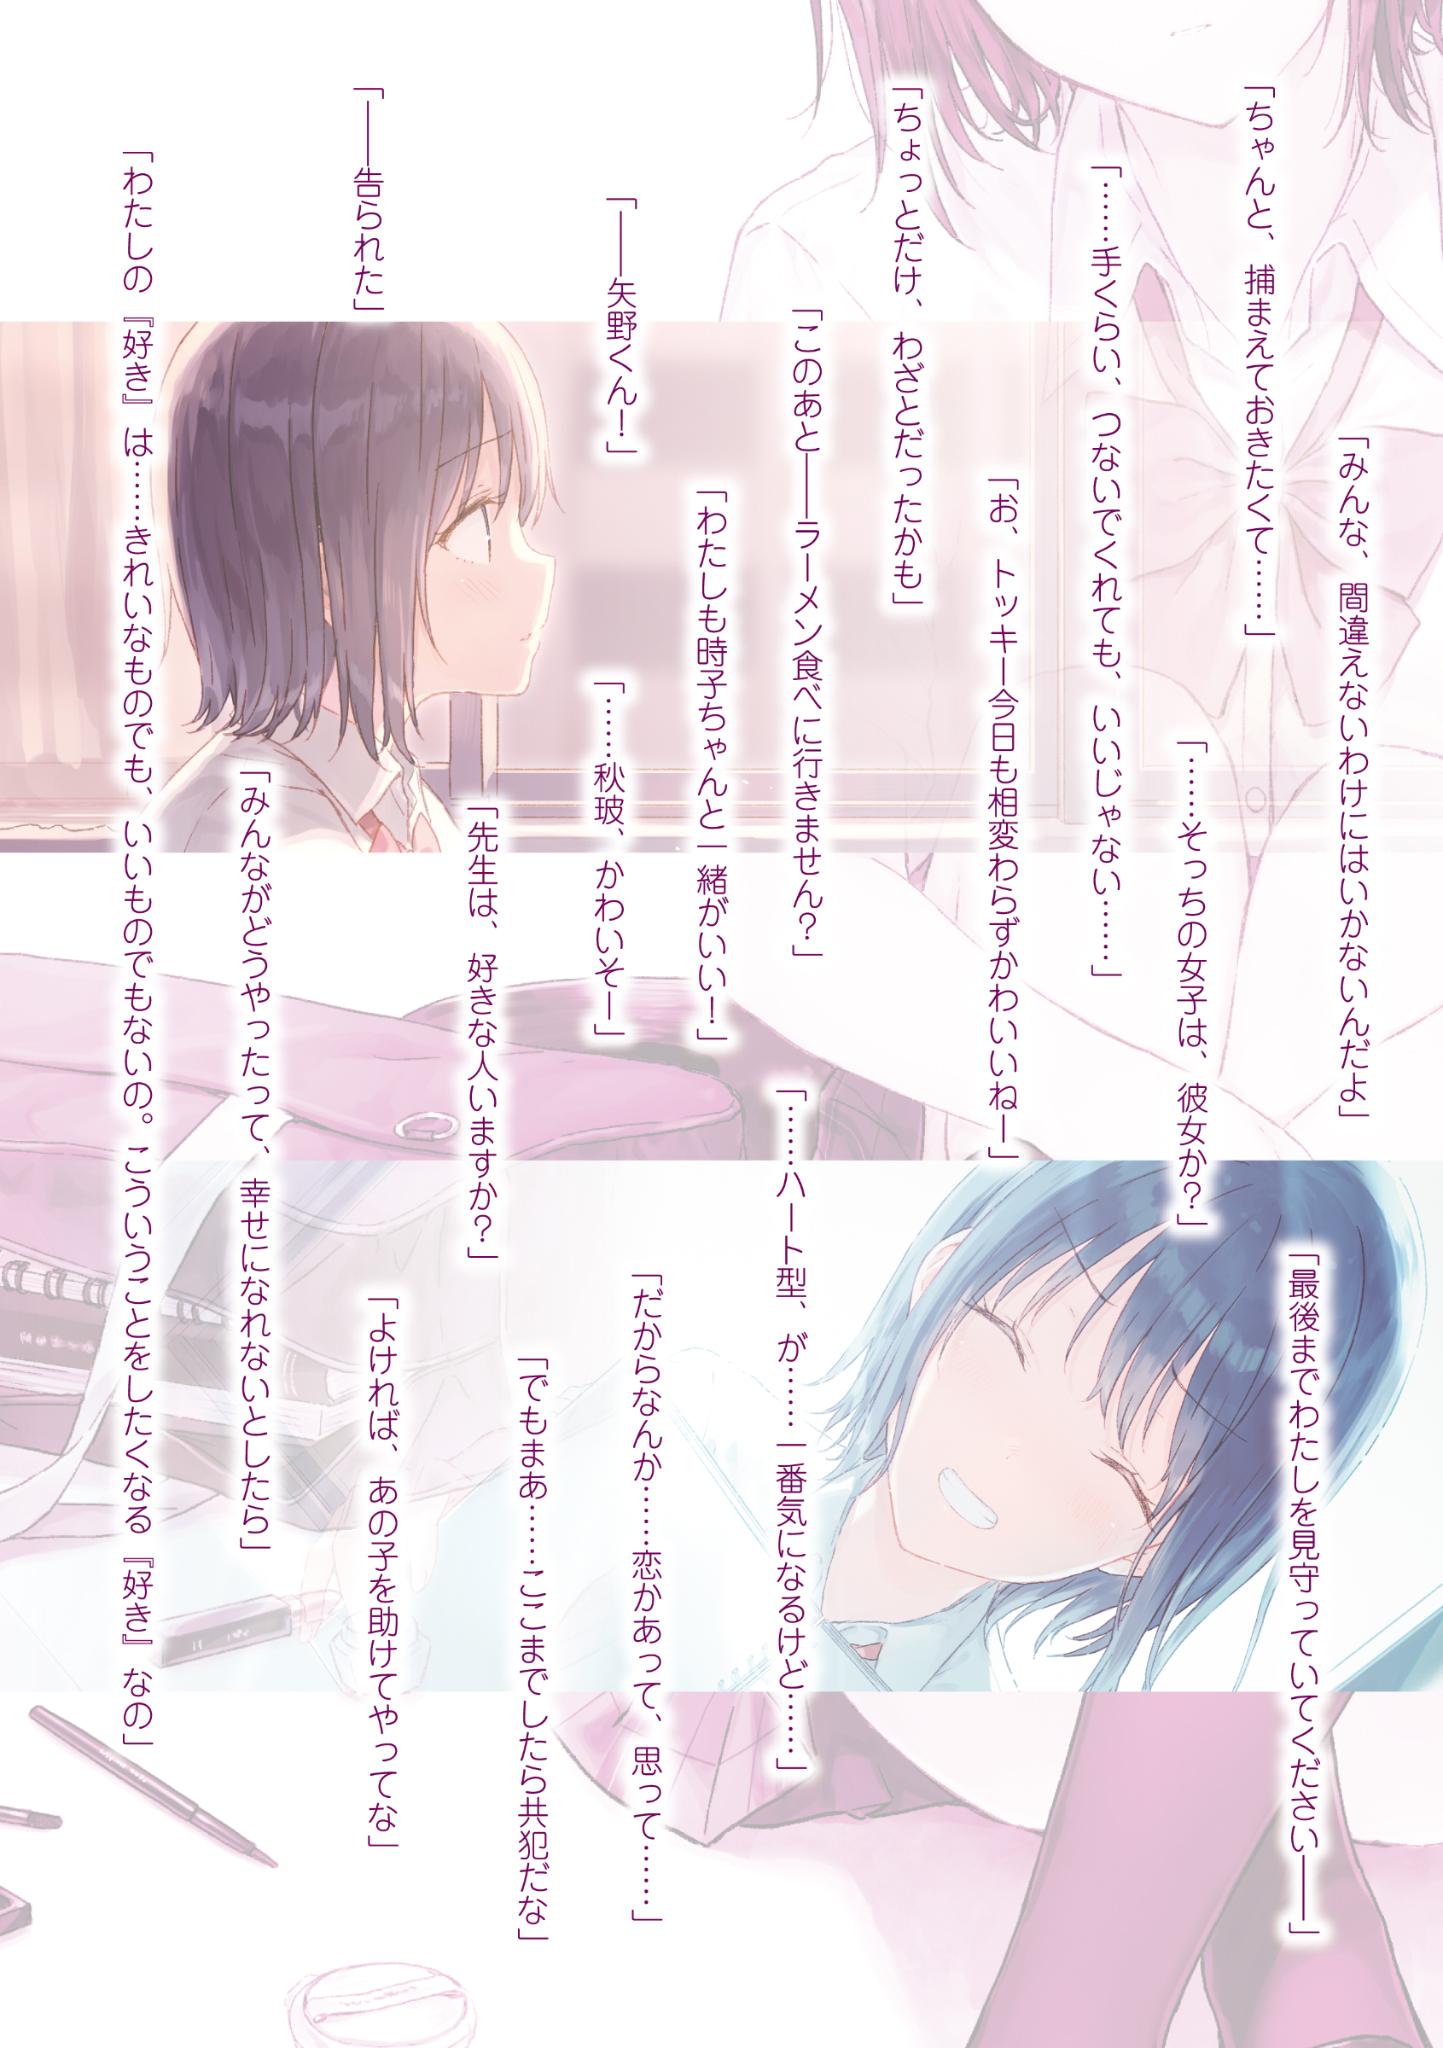 「みんな、間違えないわけにはいかないんだよ」
「最後までわたしを見守っていてください――」
「ちゃんと、捕まえておきたくて……」
「……そっちの女子は、彼女か？」
「……手くらい、つないでくれても、いいじゃない……」
「お、トッキー今日も相変わらずかわいいねー」
「ちょっとだけ、わざとだったかも」
「このあと――ラーメン食べに行きません？」
「……ハート型、が……一番気になるけど……」
「わたしも時子ちゃんと一緒がいい！」
「――矢野くん！」
「……秋玻、かわいそー」
「だからなんか……恋かあって、思って……」
「先生は、好きな人いますか？」
「でもまあ……ここまでしたら共犯だな」
「――告られた」
「よければ、あの子を助けてやってな」
「みんながどうやったって、幸せになれないとしたら」
「わたしの『好き』は……きれいなものでも、いいものでもないの。こういうことをしたくなる『好き』なの」